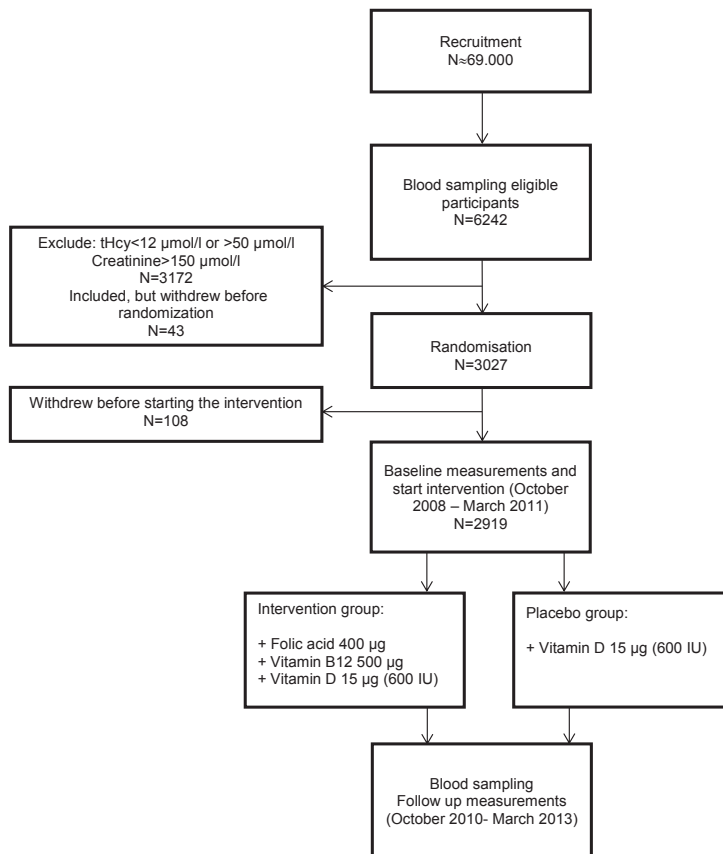 Recruitment
N≈69.000
Blood sampling eligible
participants
N=6242
Exclude: tHcy<12 µmol/l or >50 µmol/l
Creatinine>150 µmol/l
N=3172
Included, but withdrew before
randomization
N=43
Randomisation
N=3027
Withdrew before starting the intervention
N=108
Baseline measurements and
start intervention (October
2008 – March 2011)
N=2919
Intervention group:
+ Folic acid 400 µg
+ Vitamin B12 500 µg
+ Vitamin D 15 µg (600 IU)
Placebo group:
+ Vitamin D 15 µg (600 IU)
Blood sampling
Follow up measurements
(October 2010- March 2013)